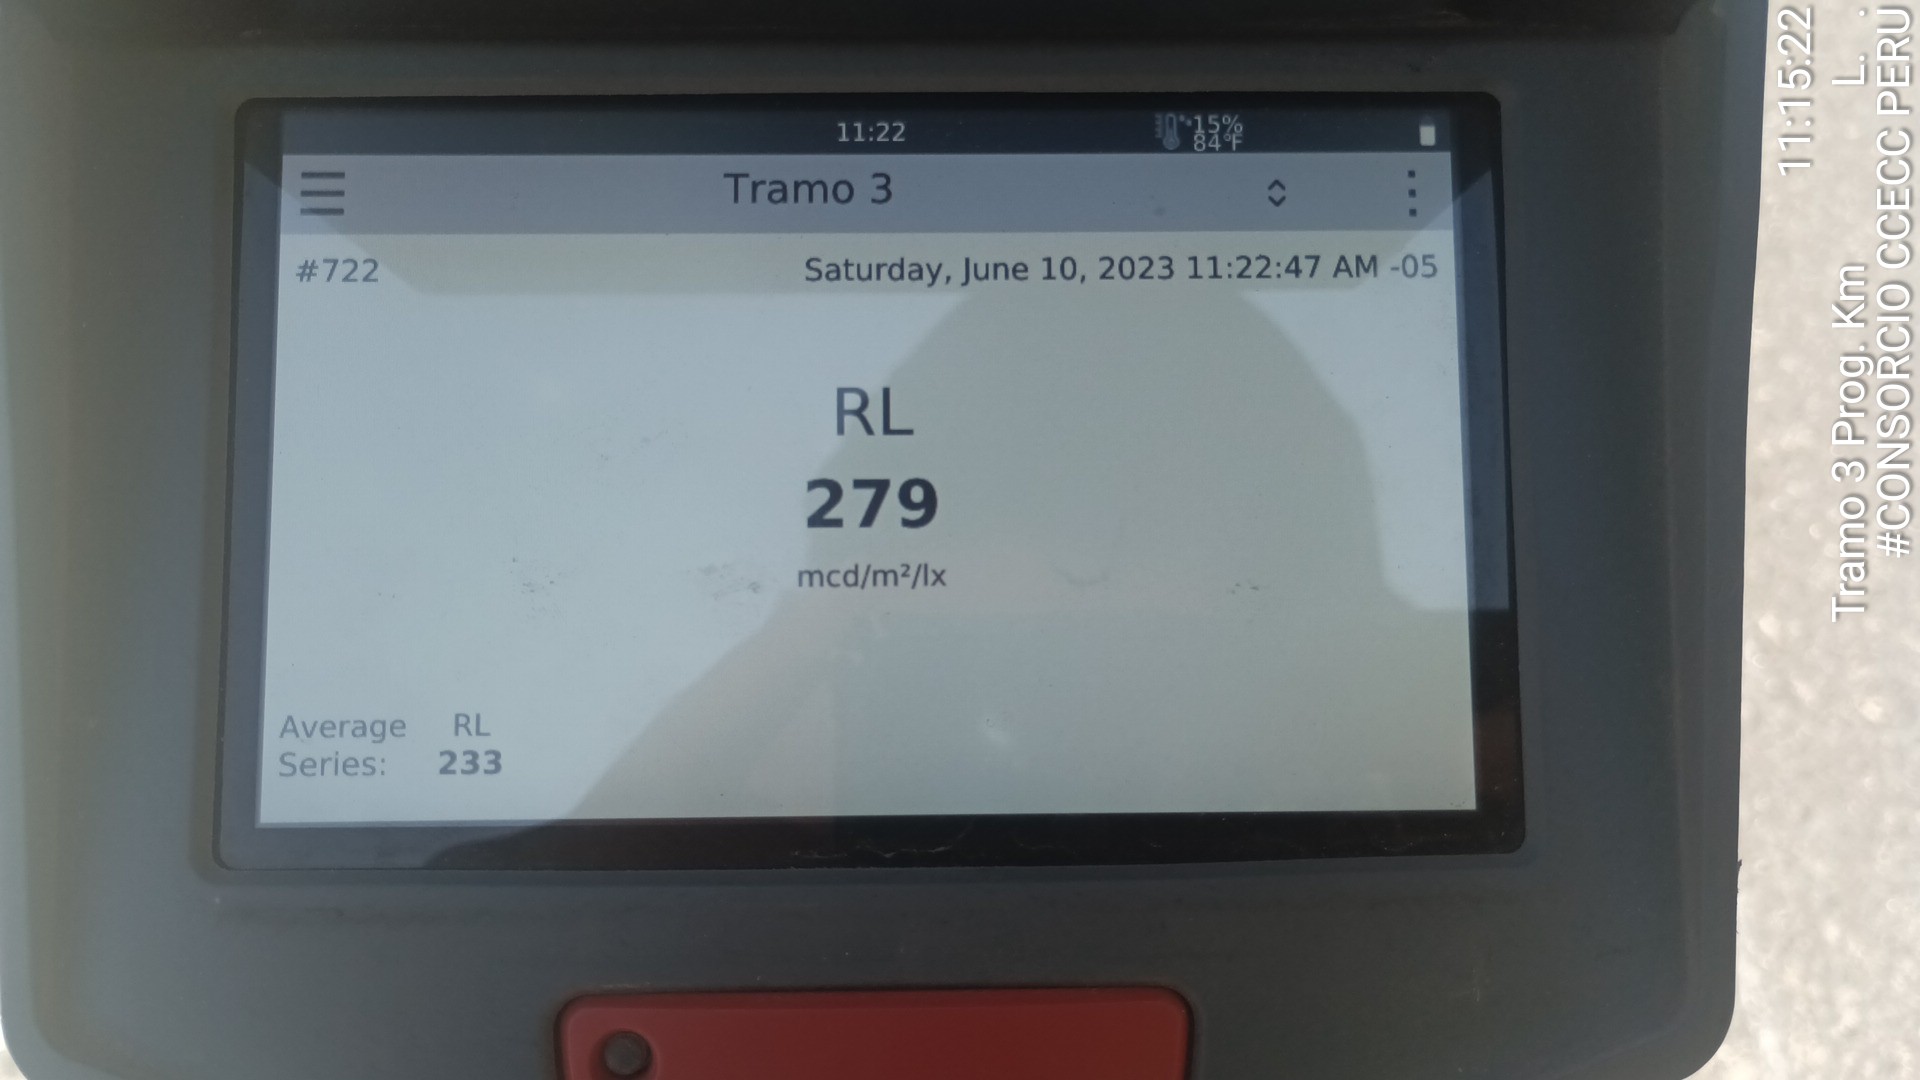 11:22
15%
84°F
Tramo 3
#722
Saturday, June 10, 2023 11:22:47 AM -05
RL
279
mcd/m²/lx
Average RL
Series: 233
11:15:22
Tramo 3 Prog. Km L. .
#CONSORCIO CCECC PERU